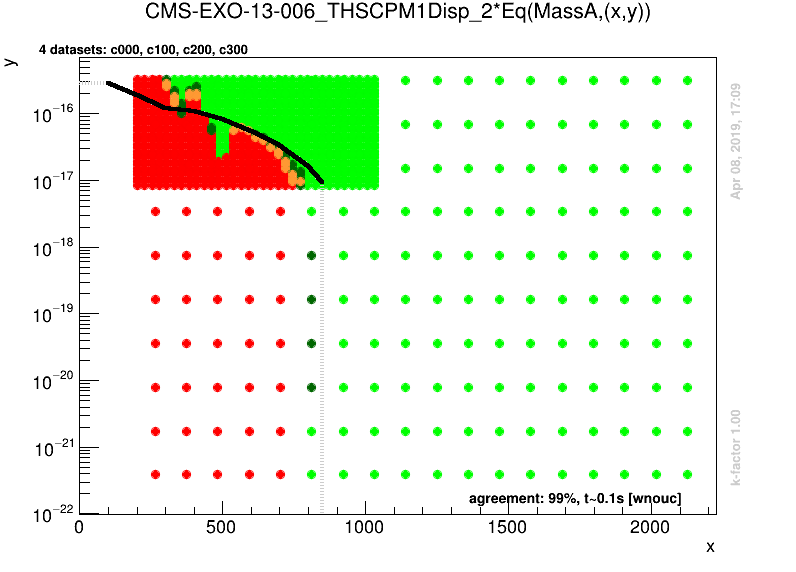 CMS-EXO-13-006_THSCPM1Disp_2*Eq(MassA,(x,y))
4 datasets: c000, c100, c200, c300
y
10−16
10−17
10−18
10−19
10−20
10−21
10−22
0 500 1000 1500 2000
x
agreement: 99%, t~0.1s [wnouc]
Apr 08, 2019, 17:09
k-factor 1.00